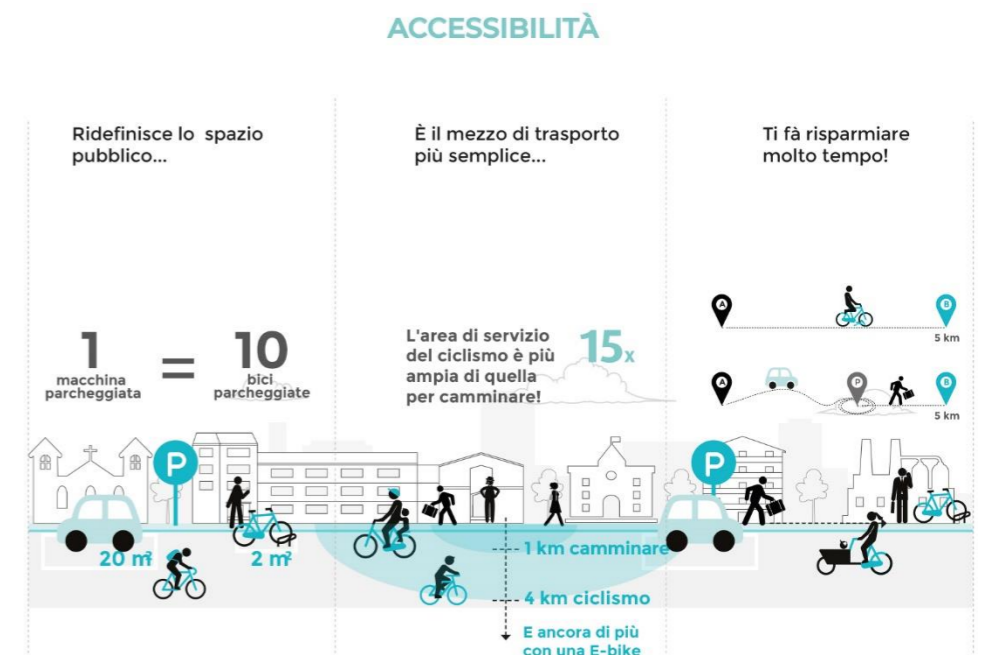 ACCESSIBILITÀ
Ridefinisce lo spazio
pubblico...
1
macchina
parcheggiata
=
10
bici
parcheggiate
P
20 m²
2 m²
È il mezzo di trasporto
più semplice...
L'area di servizio
del ciclismo è più
ampia di quella
per camminare!
15x
1 km camminare
4 km ciclismo
E ancora di più
con una E-bike
Ti fà risparmiare
molto tempo!
A
B
5 km
A
P
B
5 km
P